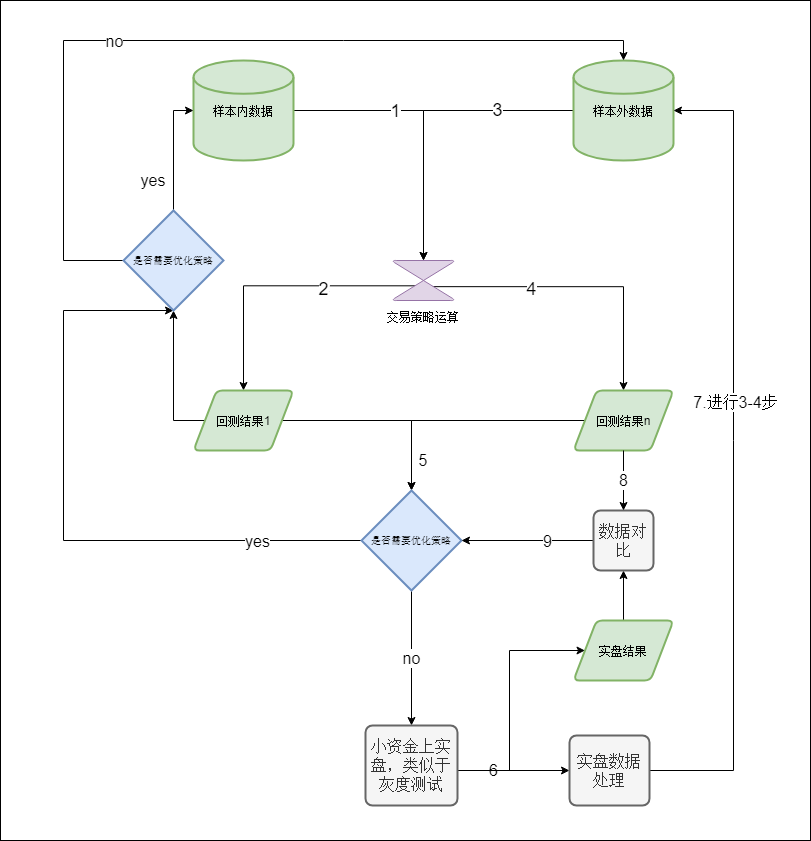 no
样本内数据
1
3
样本外数据
yes
是否需要优化策略
2
4
交易策略运算
7.进行3-4步
回测结果1
回测结果n
5
8
是否需要优化策略
yes
9
数据对
比
no
实盘结果
小资金上实
盘，类似于
灰度测试
6
实盘数据
处理